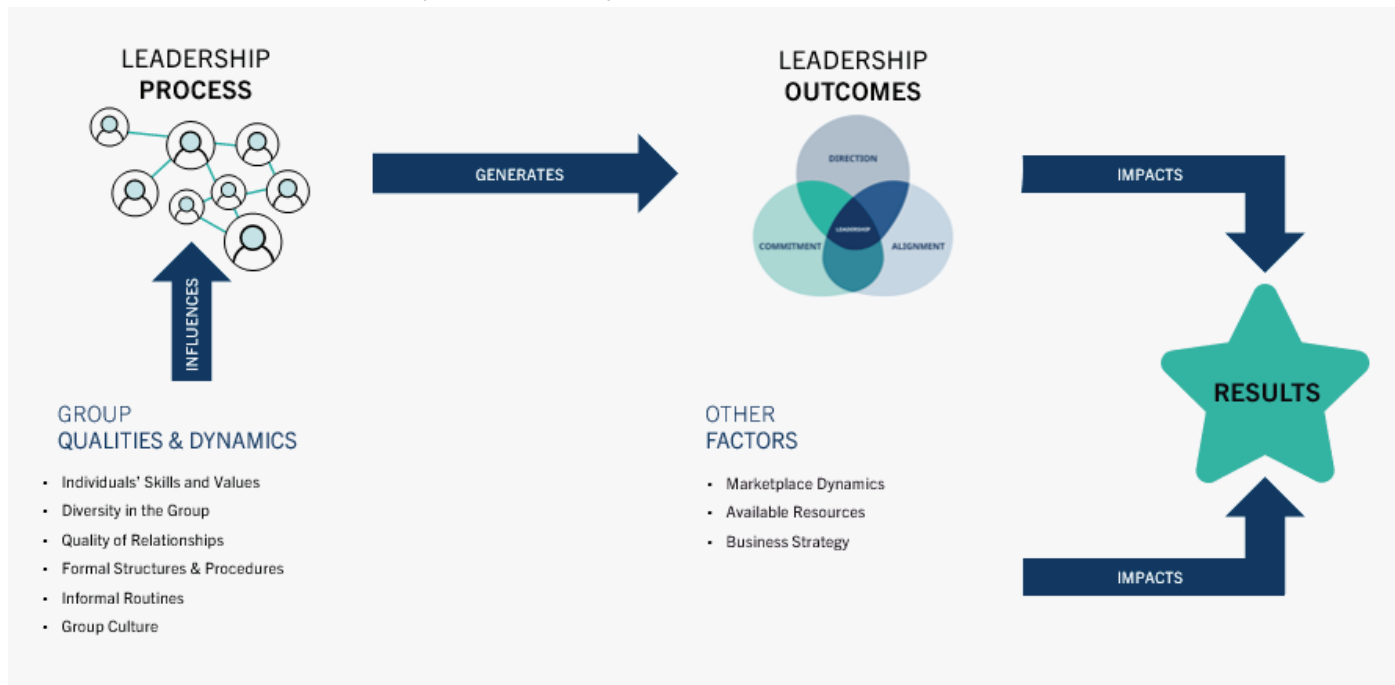 LEADERSHIP
PROCESS
GENERATES
LEADERSHIP
OUTCOMES
DIRECTION
COMMITMENT
LEADERSHIP
ALIGNMENT
IMPACTS
INFLUENCES
RESULTS
GROUP
QUALITIES & DYNAMICS
• Individuals' Skills and Values
• Diversity in the Group
• Quality of Relationships
• Formal Structures & Procedures
• Informal Routines
• Group Culture
OTHER
FACTORS
• Marketplace Dynamics
• Available Resources
• Business Strategy
IMPACTS